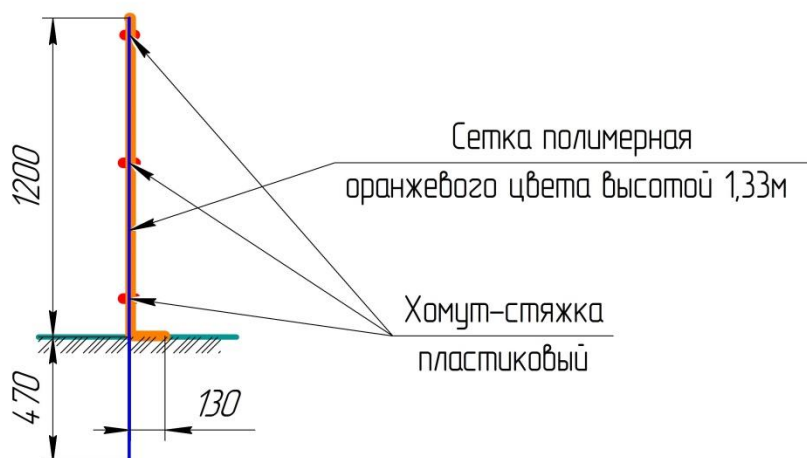 1200
Сетка полимерная
оранжевого цвета высотой 1,33м
Хомут-стяжка
пластиковый
470
130